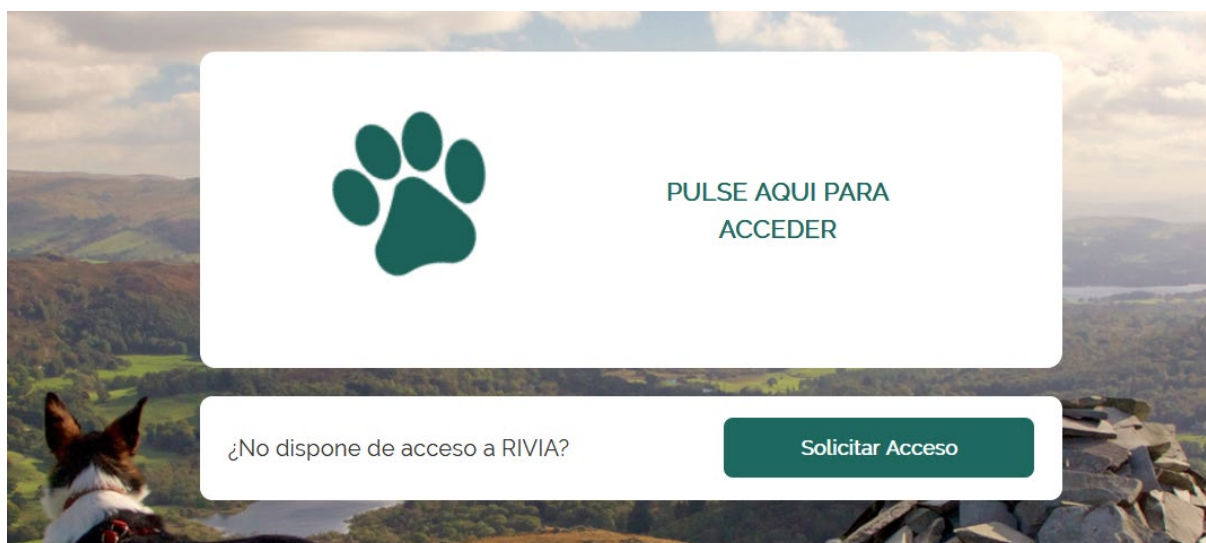 PULSE AQUI PARA
ACCEDER
¿No dispone de acceso a RIVIA?
Solicitar Acceso